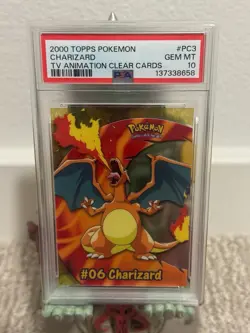 2000 TOPPS POKEMON #PC3
CHARIZARD GEM MT
TV ANIMATION CLEAR CARDS 10
PSA 137338658
POKéMON
#06 Charizard